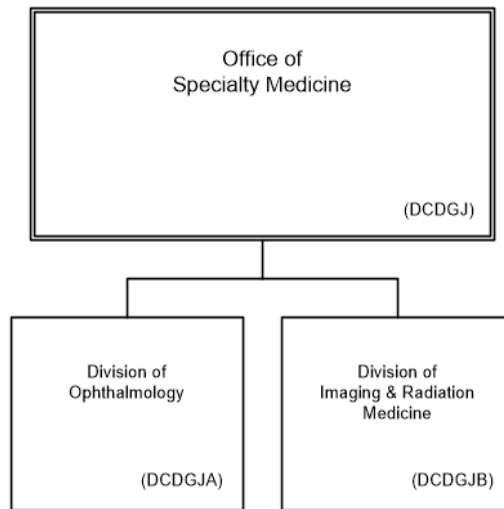 Office of
Specialty Medicine
(DCDGJ)
Division of
Ophthalmology
(DCDGJA)
Division of
Imaging & Radiation
Medicine
(DCDGJB)